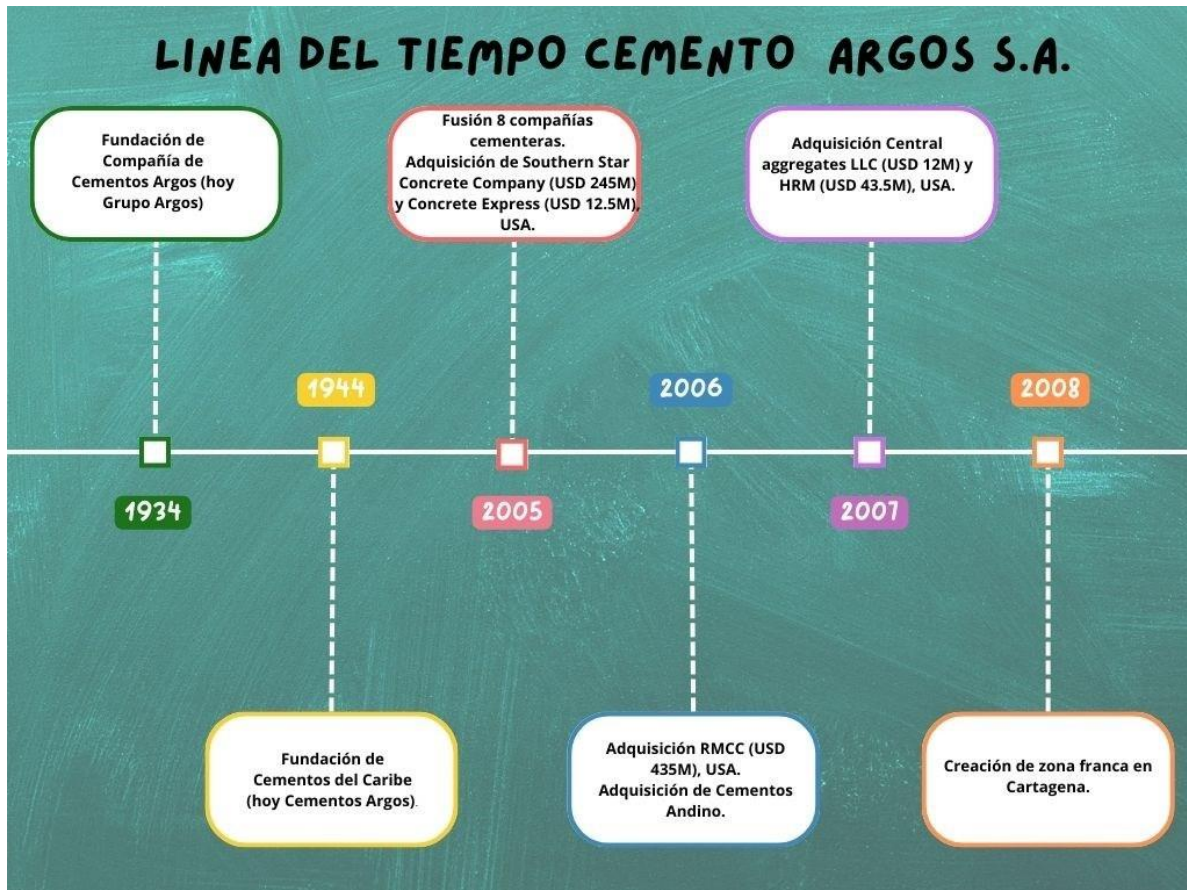 LINEA DEL TIEMPO CEMENTO ARGOS S.A.
Fundación de
Compañía de
Cementos Argos (hoy
Grupo Argos)
Fusión 8 compañías
cementeras.
Adquisición de Southern Star
Concrete Company (USD 245M)
y Concrete Express (USD 12.5M),
USA.
Adquisición Central
aggregates LLC (USD 12M) y
HRM (USD 43.5M), USA.
1944
2006
2008
1934
2005
2007
Fundación de
Cementos del Caribe
(hoy Cementos Argos).
Adquisición RMCC (USD
435M), USA.
Adquisición de Cementos
Andino.
Creación de zona franca en
Cartagena.